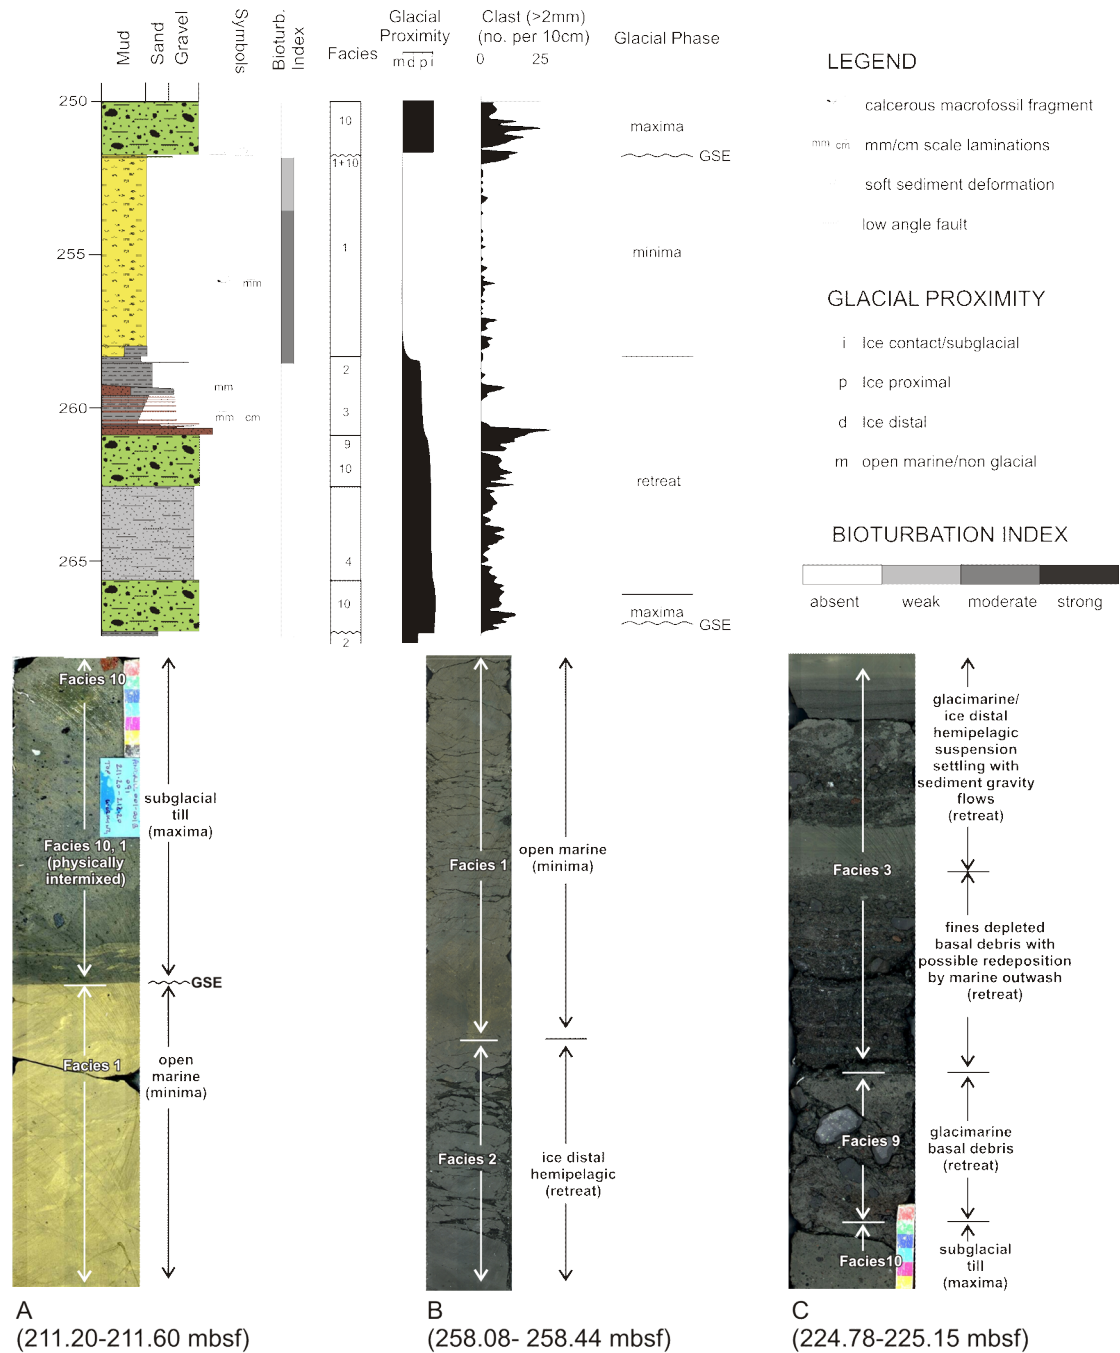 Mud
Sand
Gravel
Symbols
Bioturb.
Index
Facies
Glacial
Proximity
m d p i
Clast (>2mm)
(no. per 10cm)
0 25
Glacial Phase
250
255
260
265
mm
mm
mm cm
10
1+10
1
2
3
9
10
4
10
2
maxima
GSE
minima
retreat
maxima
GSE
LEGEND
calcerous macrofossil fragment
mm cm mm/cm scale laminations
soft sediment deformation
low angle fault
GLACIAL PROXIMITY
i Ice contact/subglacial
p Ice proximal
d Ice distal
m open marine/non glacial
BIOTURBATION INDEX
absent weak moderate strong
Facies 10
Facies 10, 1
(physically
intermixed)
Facies 1
subglacial
till
(maxima)
GSE
open
marine
(minima)
A
(211.20-211.60 mbsf)
Facies 1
Facies 2
open marine
(minima)
ice distal
hemipelagic
(retreat)
B
(258.08- 258.44 mbsf)
Facies 3
Facies 9
Facies10
glacimarine/
ice distal
hemipelagic
suspension
settling with
sediment gravity
flows
(retreat)
fines depleted
basal debris with
possible redeposition
by marine outwash
(retreat)
glacimarine
basal debris
(retreat)
subglacial
till
(maxima)
C
(224.78-225.15 mbsf)